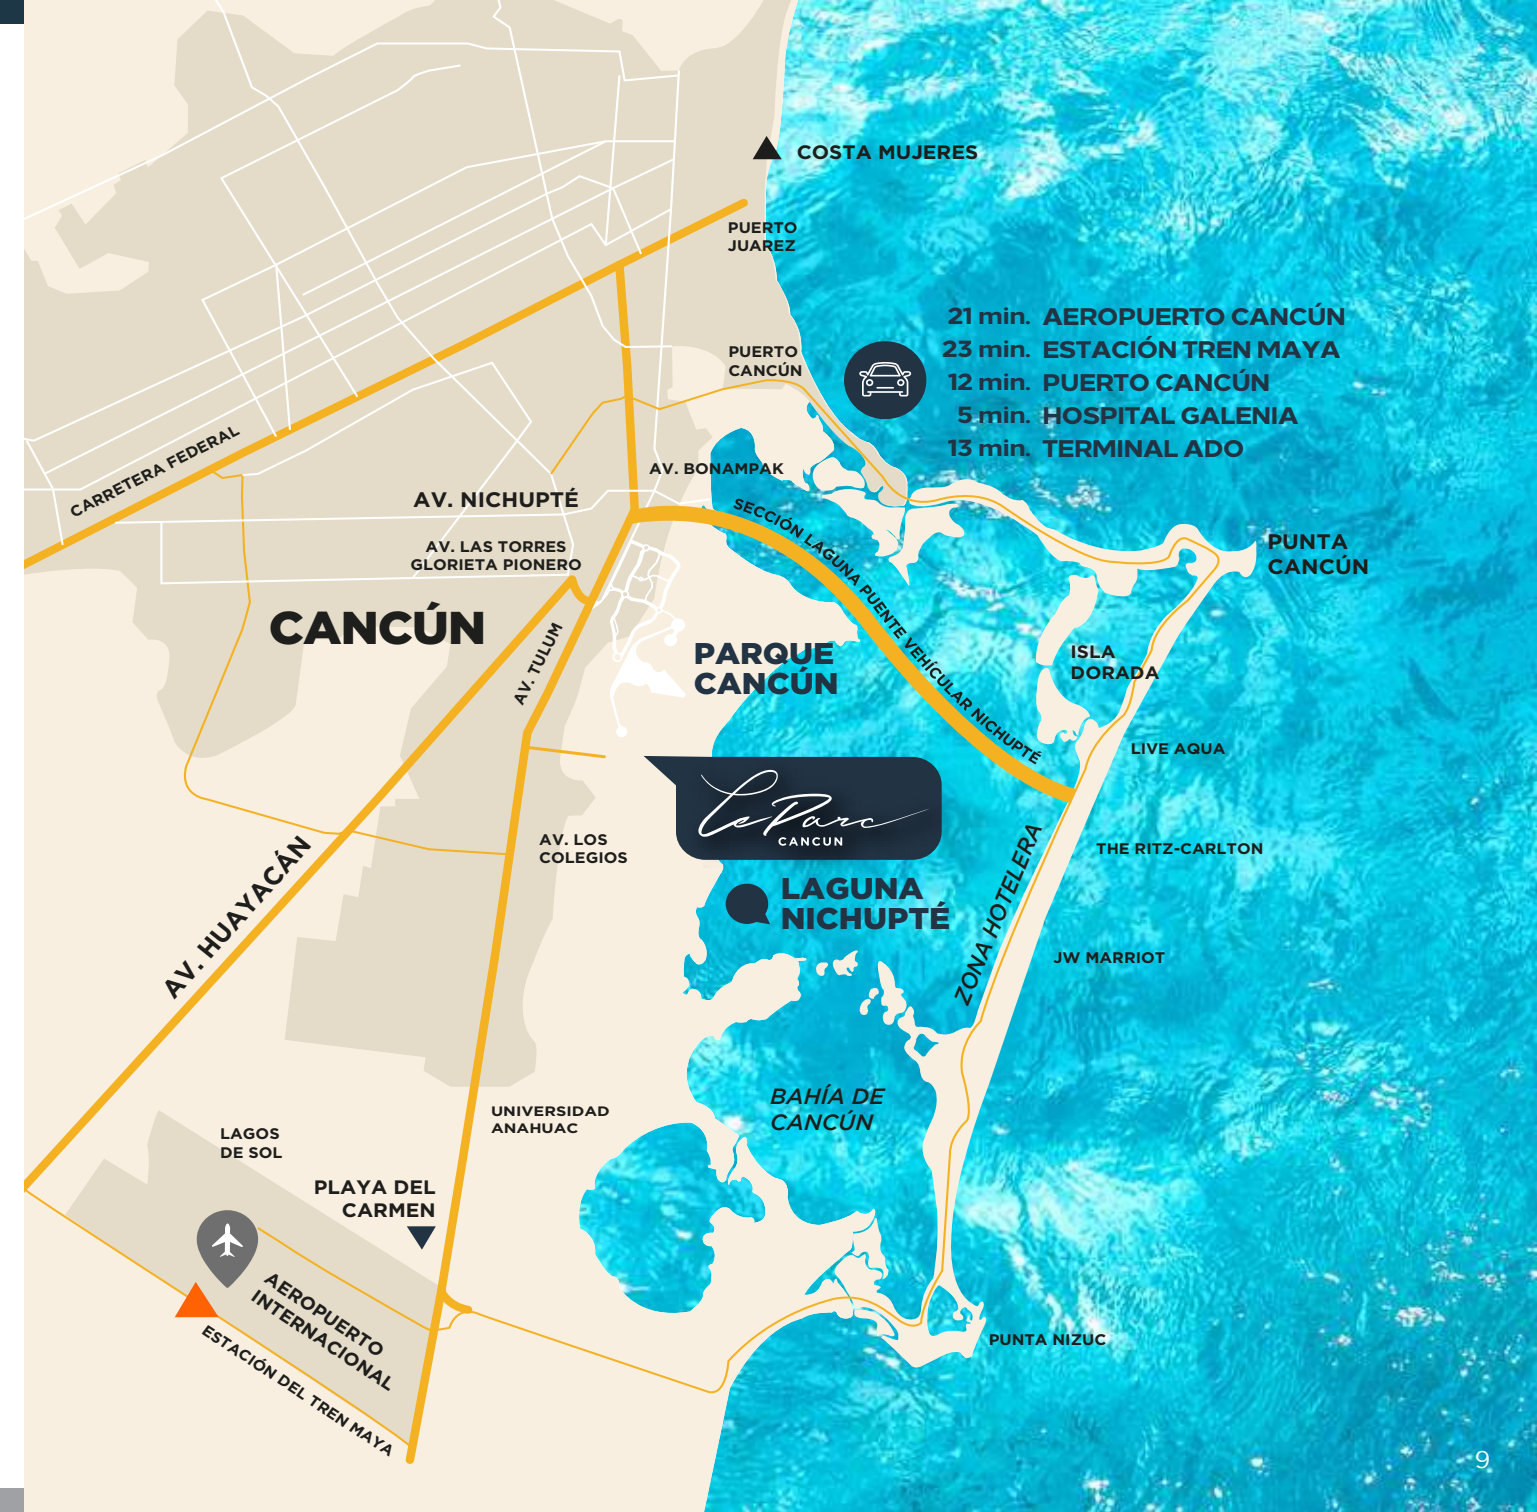 COSTA MUJERES
PUERTO
JUAREZ
21 min. AEROPUERTO CANCÚN
23 min. ESTACIÓN TREN MAYA
12 min. PUERTO CANCÚN
5 min. HOSPITAL GALENIA
13 min. TERMINAL ADO
PUERTO
CANCÚN
CARRETERA FEDERAL
AV. BONAMPAK
AV. NICHUPTÉ
SECCIÓN LAGUNA PUENTE VEHÍCULAR NICHUPTÉ
AV. LAS TORRES
GLORIETA PIONERO
PUNTA
CANCÚN
CANCÚN
AV. TULUM
PARQUE
CANCÚN
ISLA
DORADA
LIVE AQUA
Le Parc
CANCUN
AV. LOS
COLEGIOS
THE RITZ-CARLTON
AV. HUAYACÁN
LAGUNA
NICHUPTÉ
ZONA HOTELERA
JW MARRIOT
BAHÍA DE
CANCÚN
UNIVERSIDAD
ANAHUAC
LAGOS
DE SOL
PLAYA DEL
CARMEN
AEROPUERTO
INTERNACIONAL
ESTACIÓN DEL TREN MAYA
PUNTA NIZUC
9